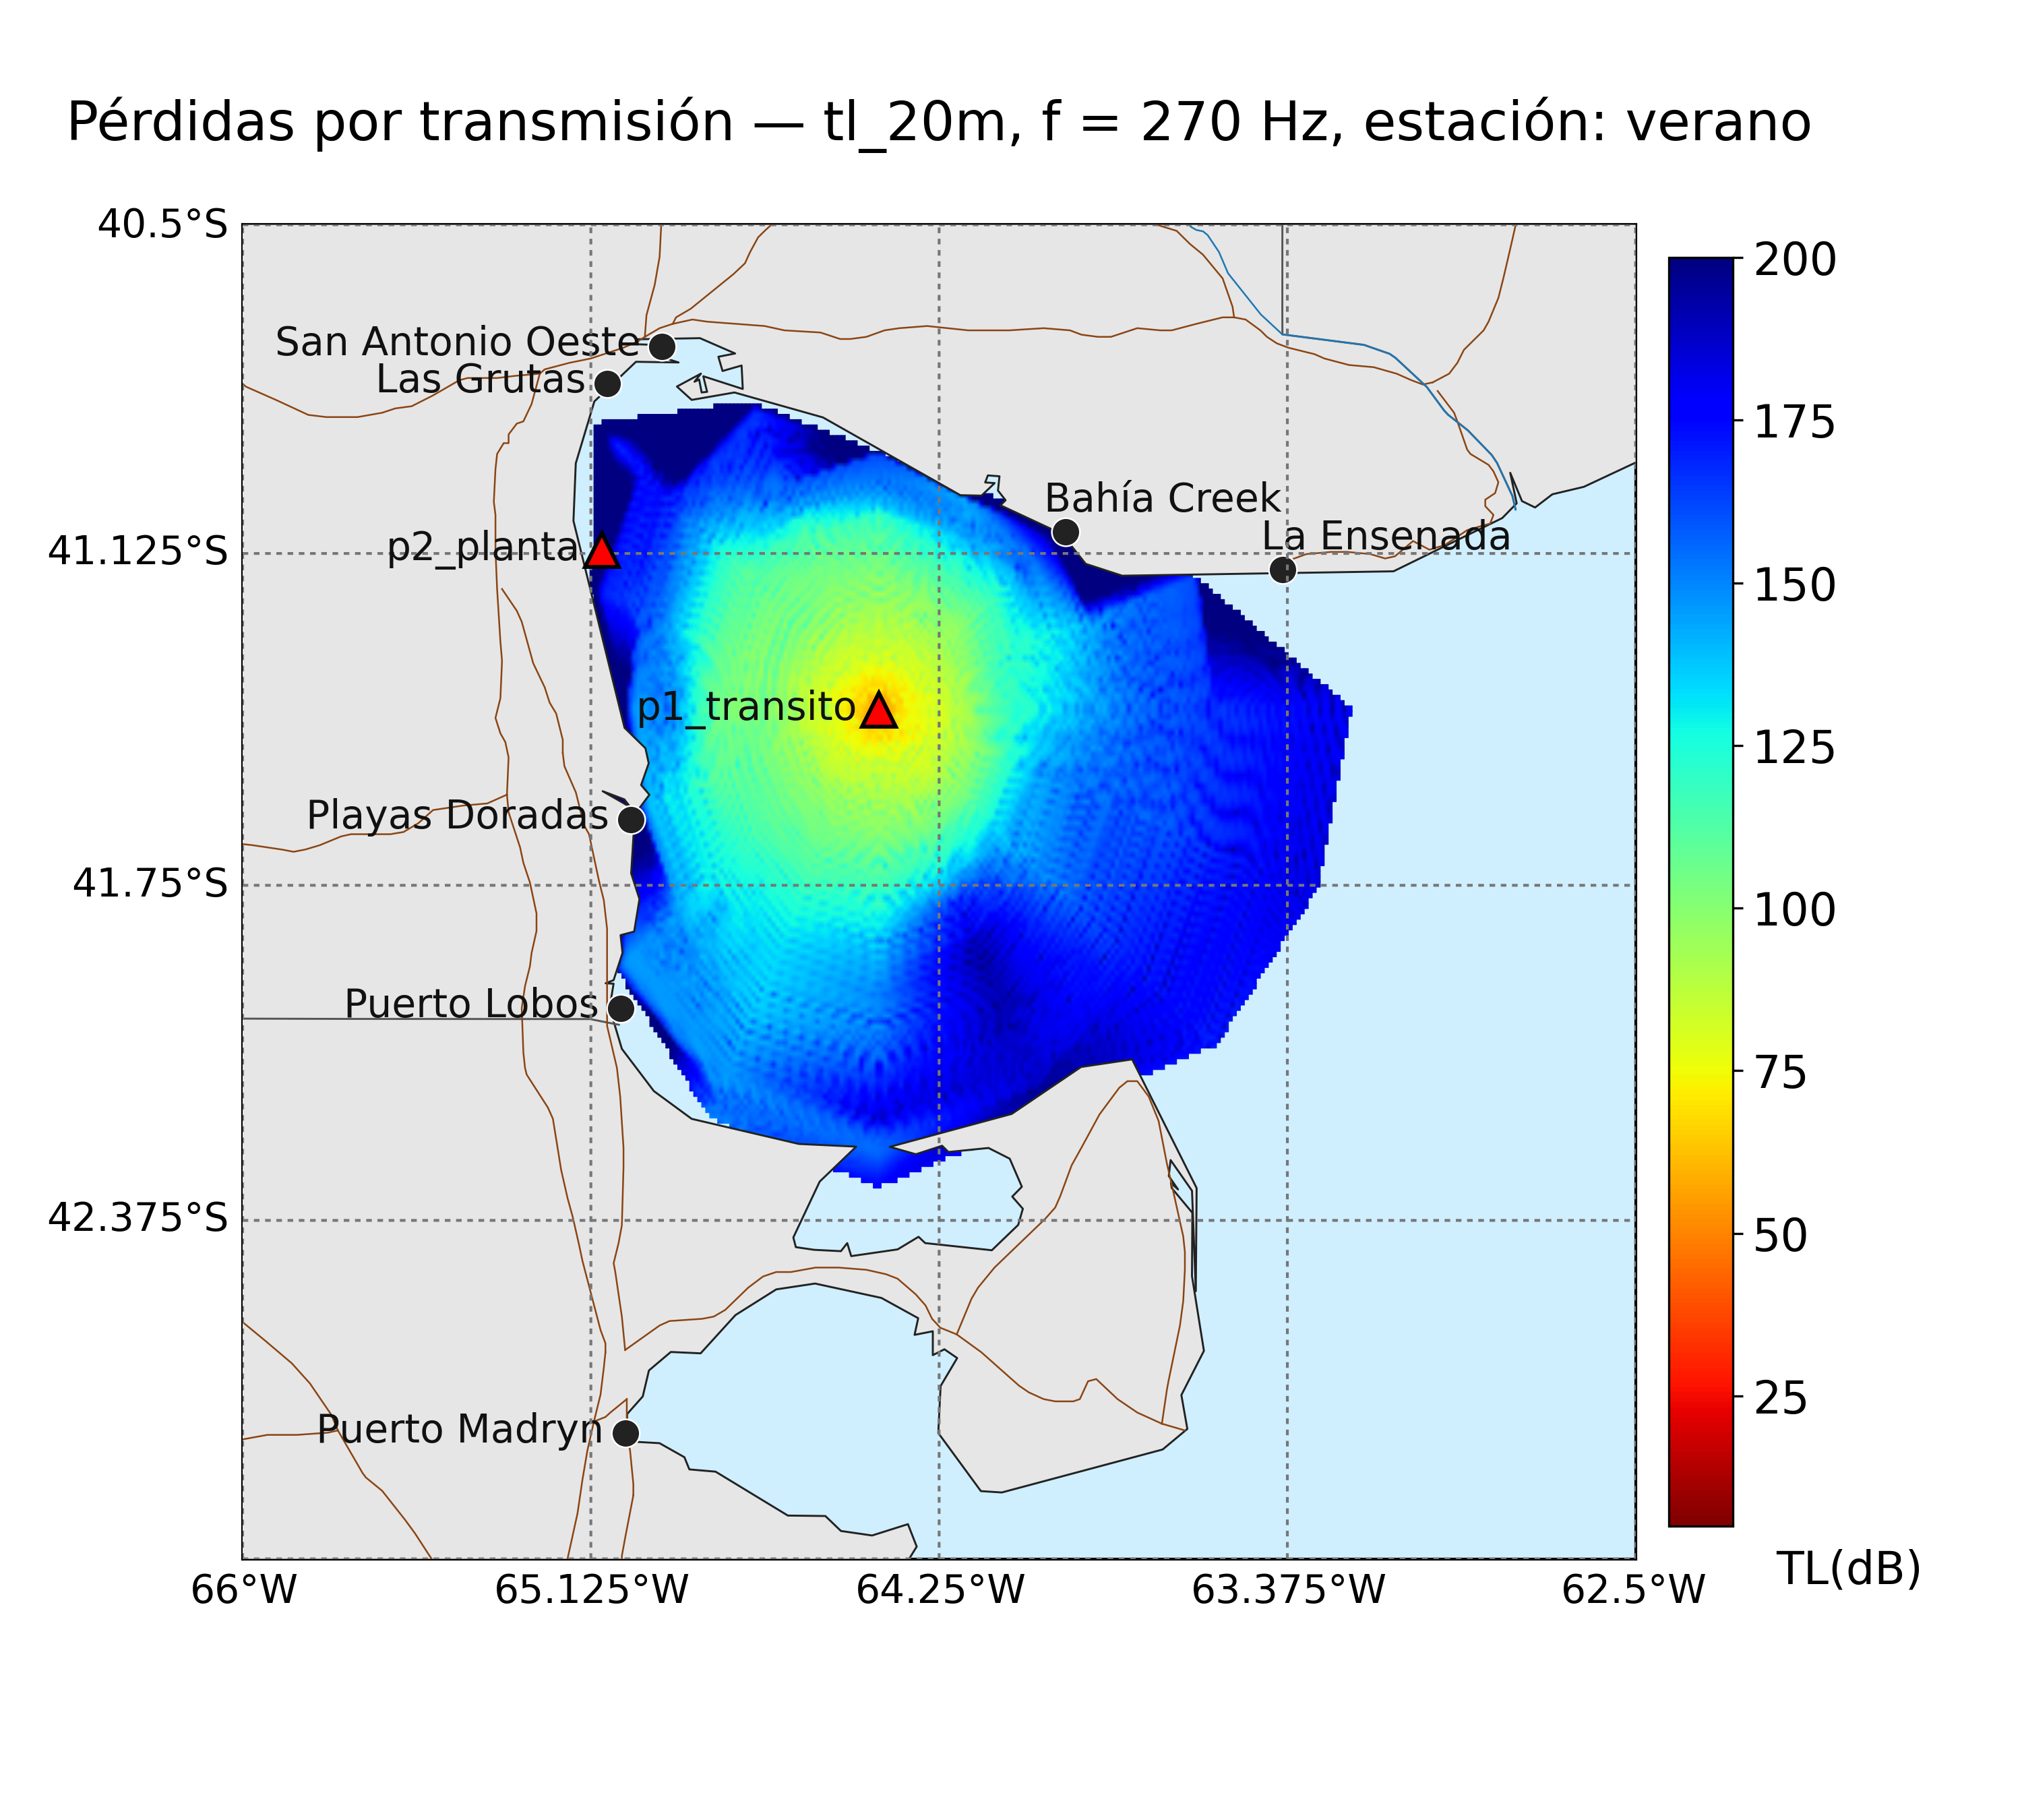 Pérdidas por transmisión — tl_20m, f = 270 Hz, estación: verano
40.5°S
41.125°S
41.75°S
42.375°S
San Antonio Oeste
Las Grutas
Bahía Creek
La Ensenada
p2_planta
p1_transito
Playas Doradas
Puerto Lobos
Puerto Madryn
66°W
65.125°W
64.25°W
63.375°W
62.5°W
200
175
150
125
100
75
50
25
TL(dB)